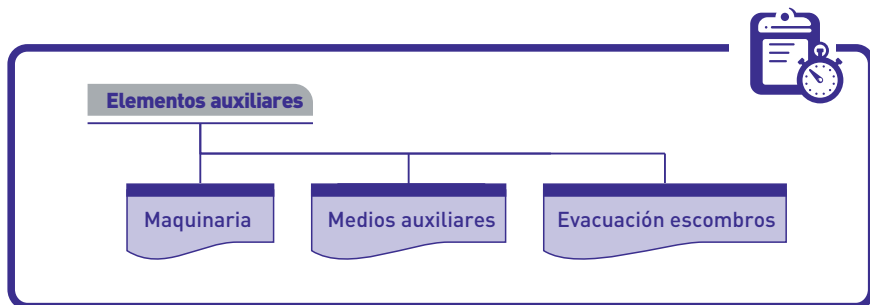 Elementos auxiliares
Maquinaria
Medios auxiliares
Evacuación escombros